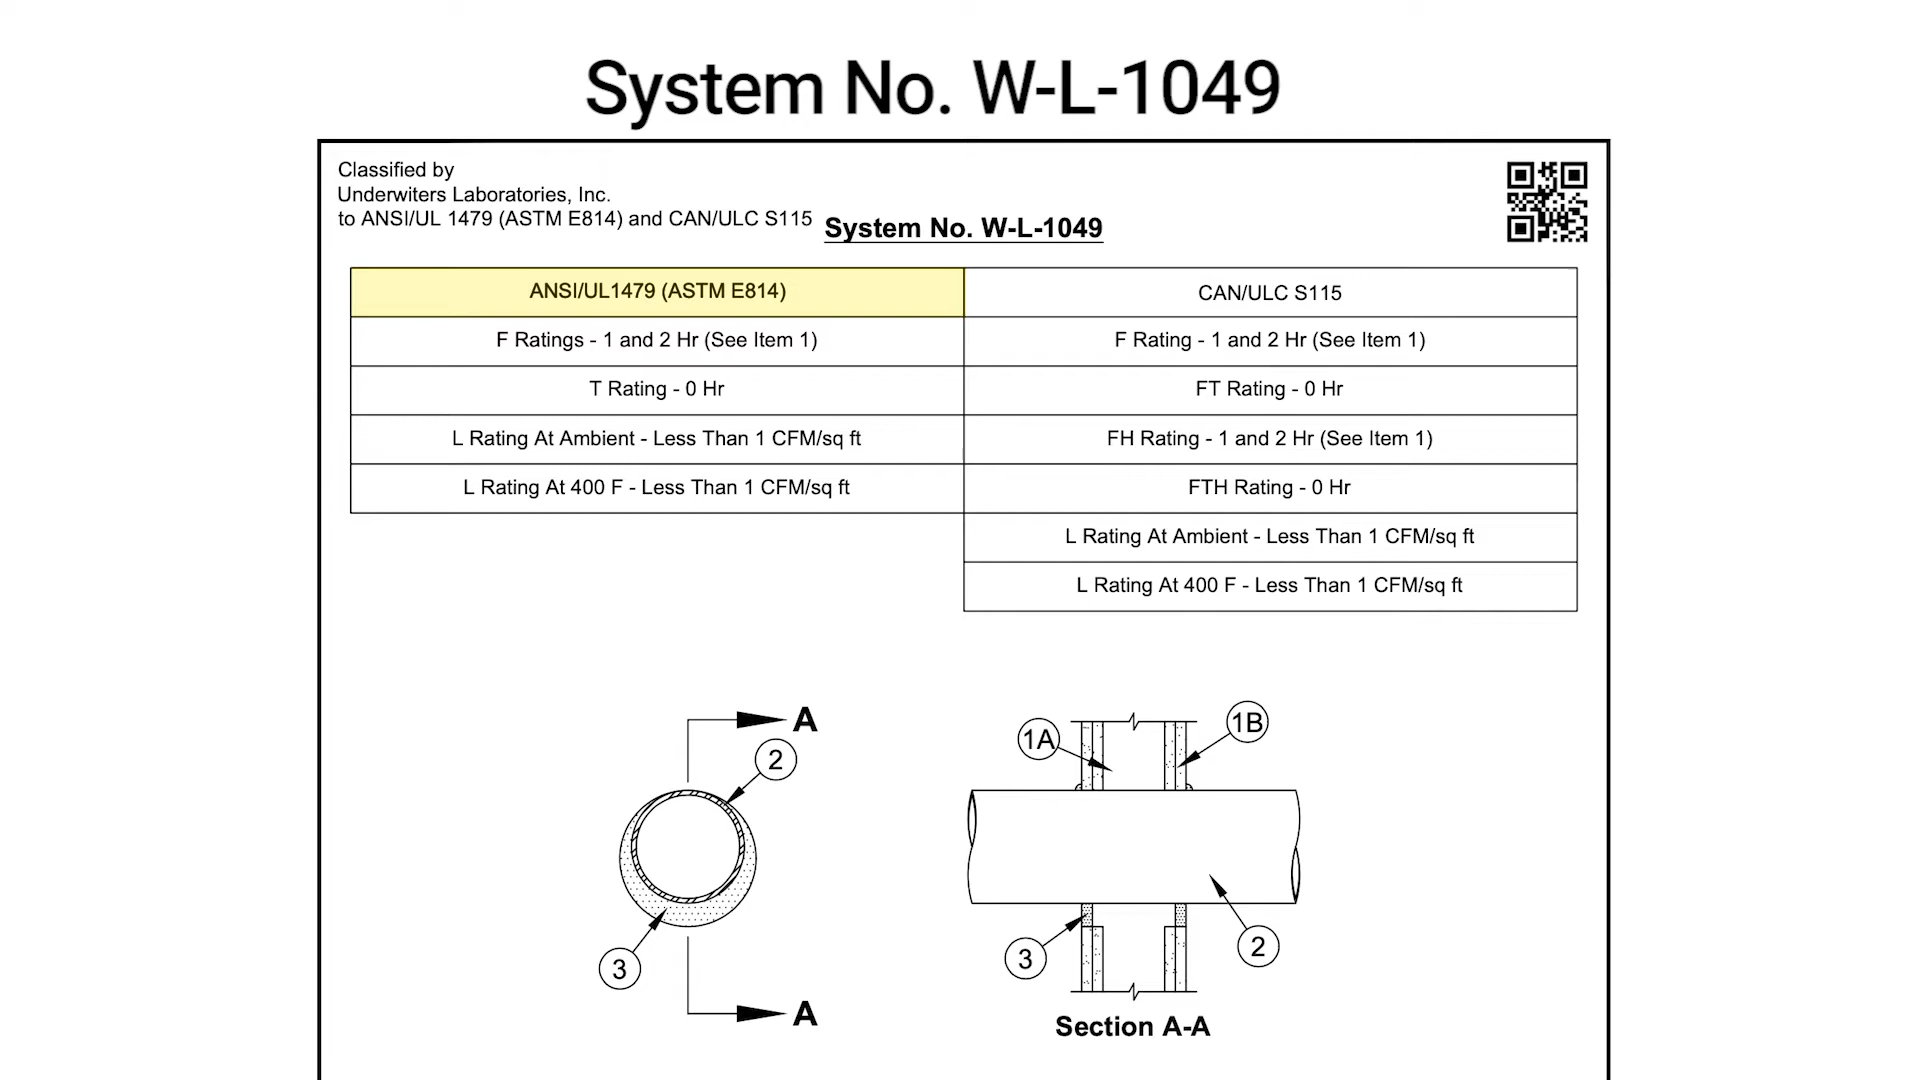 System No. W-L-1049
Classified by
Underwiters Laboratories, Inc.
to ANSI/UL 1479 (ASTM E814) and CAN/ULC S115
System No. W-L-1049
ANSI/UL1479 (ASTM E814)
CAN/ULC S115
F Ratings - 1 and 2 Hr (See Item 1)
F Rating - 1 and 2 Hr (See Item 1)
T Rating - 0 Hr
FT Rating - 0 Hr
L Rating At Ambient - Less Than 1 CFM/sq ft
FH Rating - 1 and 2 Hr (See Item 1)
L Rating At 400 F - Less Than 1 CFM/sq ft
FTH Rating - 0 Hr
L Rating At Ambient - Less Than 1 CFM/sq ft
L Rating At 400 F - Less Than 1 CFM/sq ft
A
2
3
A
1A
1B
3
2
Section A-A